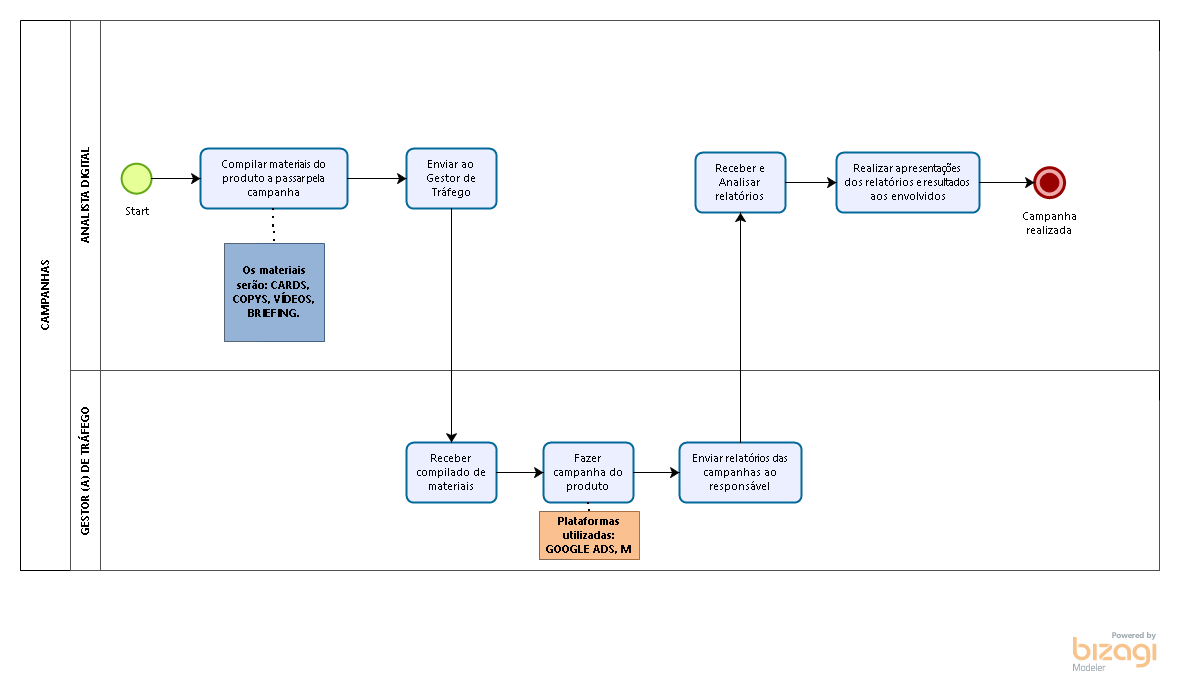 CAMPANHAS
ANALISTA DIGITAL
Start
Compilar materiais do
produto a passar pela
campanha
Os materiais
serão: CARDS,
COPYS, VÍDEOS,
BRIEFING.
Enviar ao
Gestor de
Tráfego
Receber e
Analisar
relatórios
Realizar apresentações
dos relatórios e resultados
aos envolvidos
Campanha
realizada
GESTOR (A) DE TRÁFEGO
Receber
compilado de
materiais
Fazer
campanha do
produto
Plataformas
utilizadas:
GOOGLE ADS,
Enviar relatórios das
campanhas ao
responsável
Powered by
bizagi
Modeler